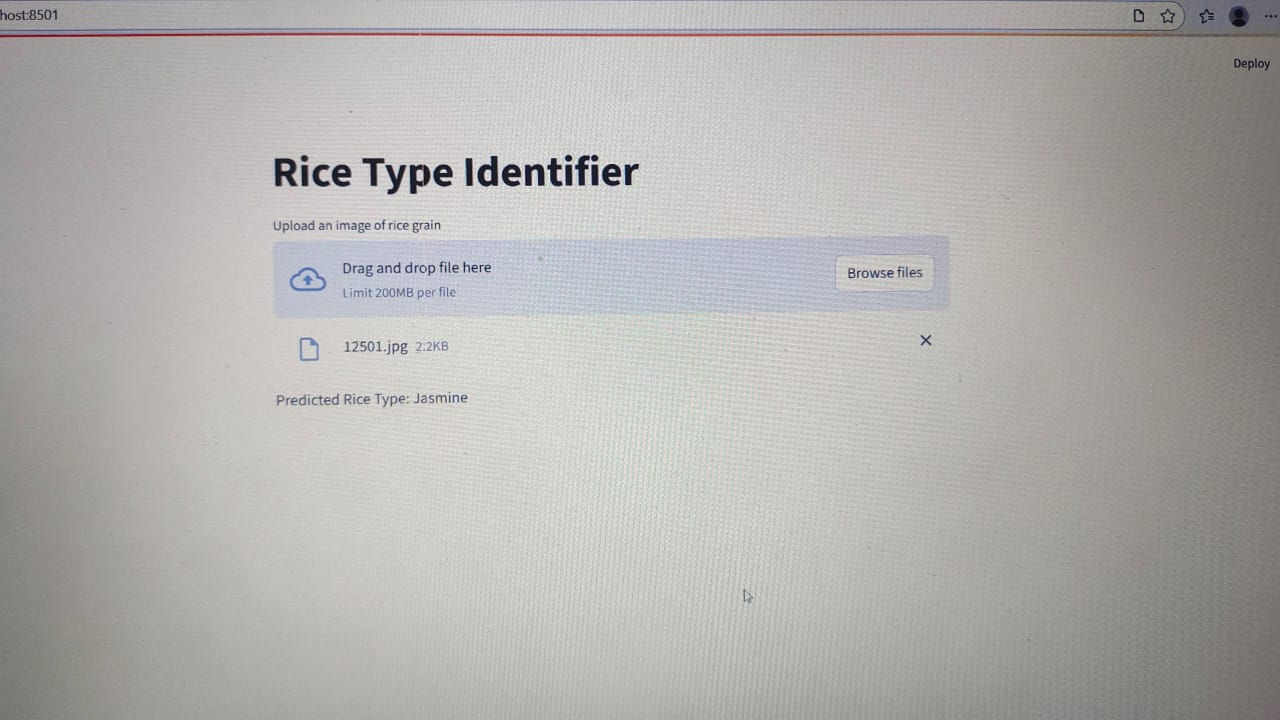 host:8501
Deploy
Rice Type Identifier
Upload an image of rice grain
Drag and drop file here
Limit 200MB per file
Browse files
12501.jpg 2.2KB
Predicted Rice Type: Jasmine